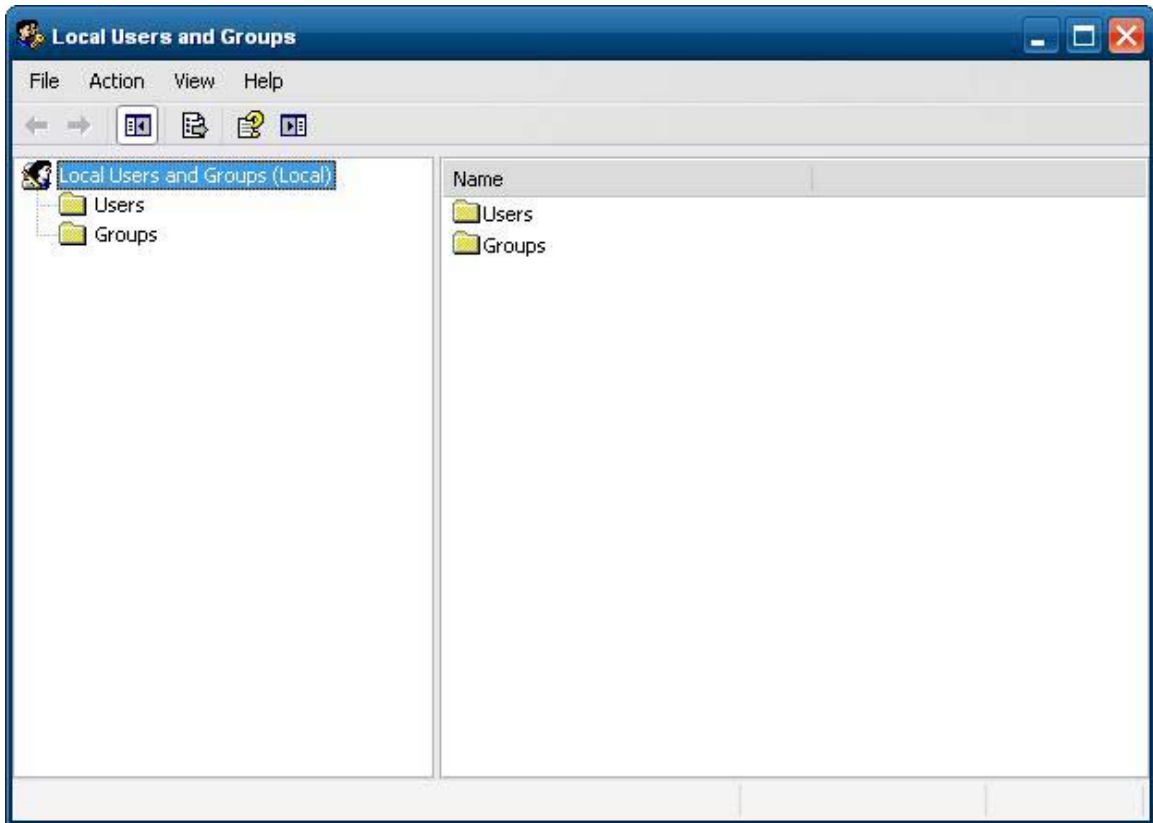 Local Users and Groups
File Action View Help
Local Users and Groups (Local)
Users
Groups
Name
Users
Groups